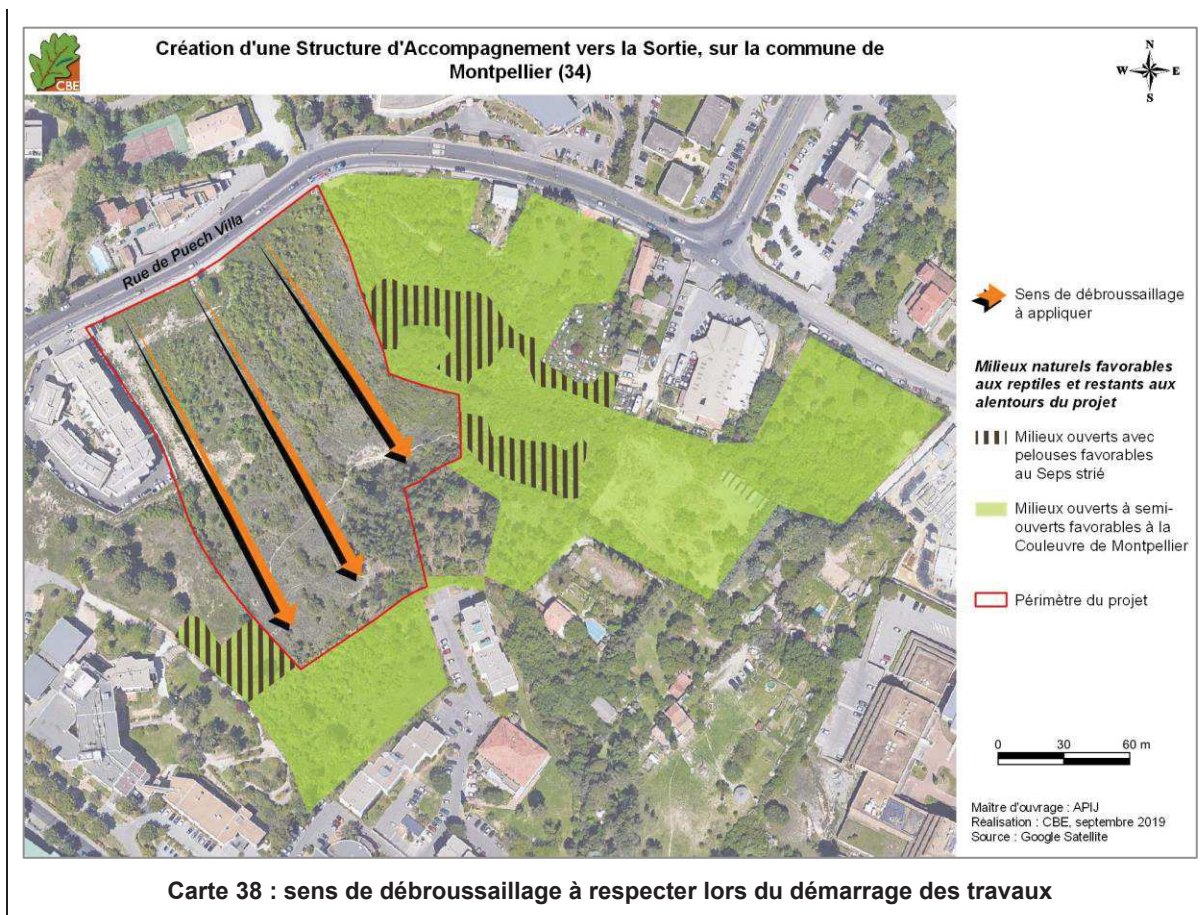 CBE
Création d'une Structure d'Accompagnement vers la Sortie, sur la commune de
Montpellier (34)
N
W E
S
Rue de Puech Villa
Sens de débroussaillage
à appliquer
Milieux naturels favorables
aux reptiles et restants aux
alentours du projet
Milieux ouverts avec
pelouses favorables
au Seps strié
Milieux ouverts à semi-
ouverts favorables à la
Couleuvre de Montpellier
Périmètre du projet
0 30 60 m
Maître d'ouvrage : APIJ
Réalisation : CBE, septembre 2019
Source : Google Satellite
Carte 38 : sens de débroussaillage à respecter lors du démarrage des travaux